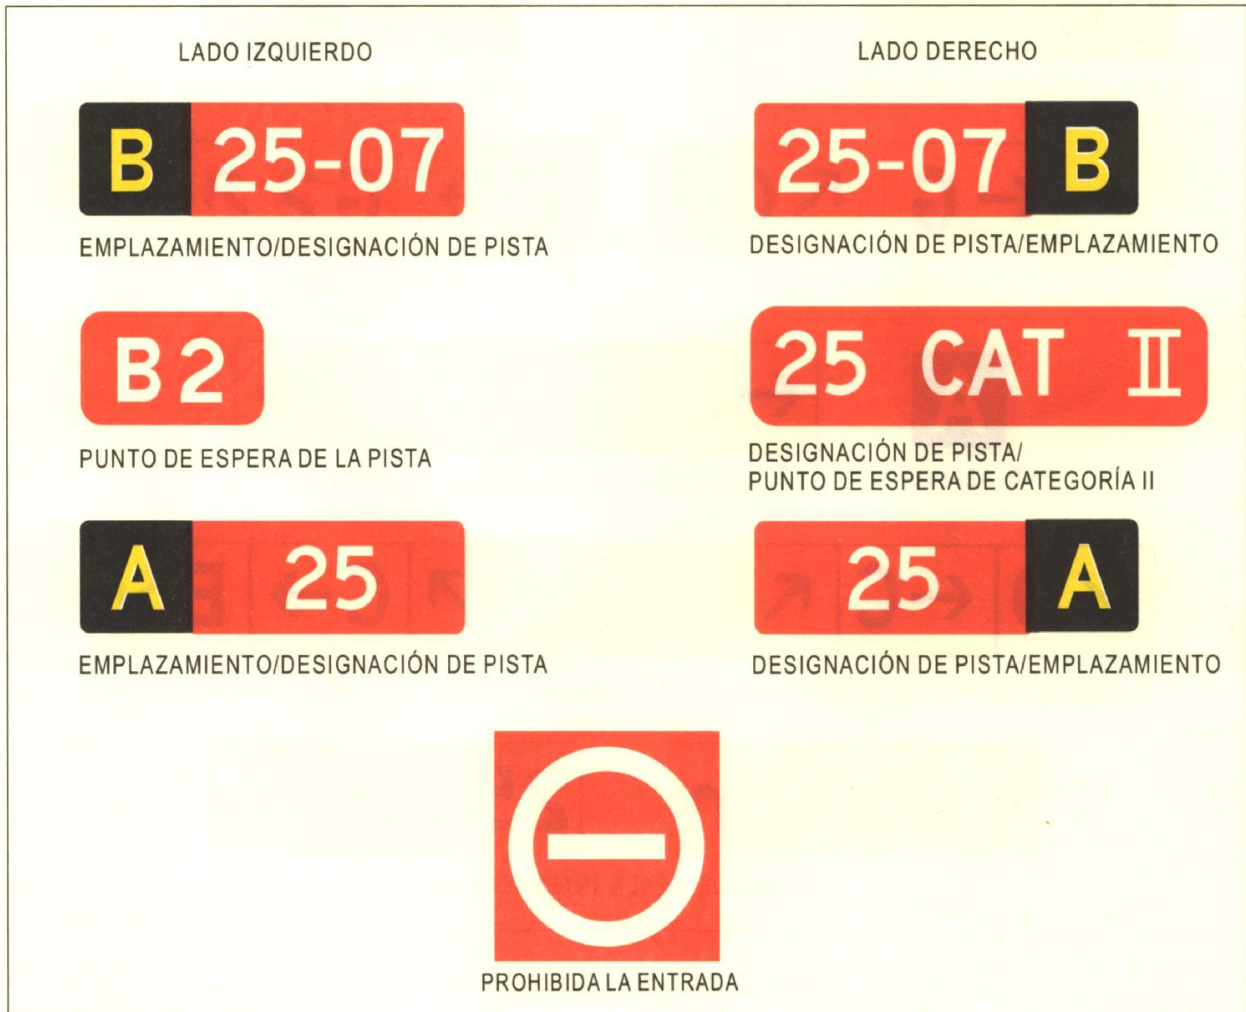 LADO IZQUIERDO
LADO DERECHO
B 25-07
25-07 B
EMPLAZAMIENTO/DESIGNACIÓN DE PISTA
DESIGNACIÓN DE PISTA/EMPLAZAMIENTO
B2
25 CAT II
PUNTO DE ESPERA DE LA PISTA
DESIGNACIÓN DE PISTA/
PUNTO DE ESPERA DE CATEGORÍA II
A 25
25 A
EMPLAZAMIENTO/DESIGNACIÓN DE PISTA
DESIGNACIÓN DE PISTA/EMPLAZAMIENTO
PROHIBIDA LA ENTRADA